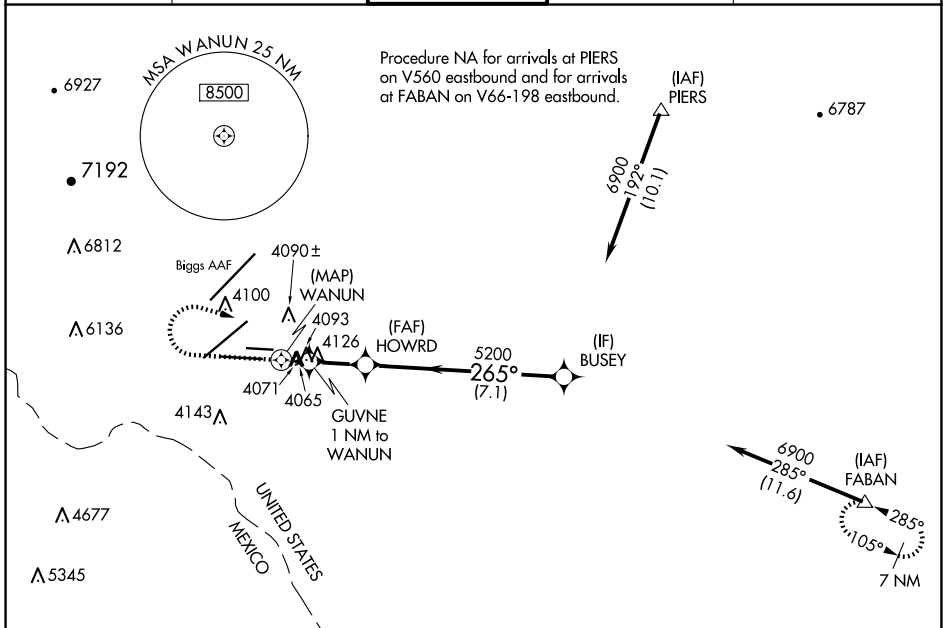 MSA WANUN 25 NM
8500
Procedure NA for arrivals at PIERS
on V560 eastbound and for arrivals
at FABAN on V66-198 eastbound.
(IAF)
PIERS
6927
6787
7192
6900
192°
(10.1)
6812
Biggs AAF
4090±
(MAP)
WANUN
4100
4093
6136
4126
(FAF)
HOWRD
(IF)
BUSEY
5200
265°
(7.1)
4071
4065
4143
GUVNE
1 NM to
WANUN
6900
285°
(11.6)
(IAF)
FABAN
4677
UNITED STATES
MEXICO
285°
105°
5345
7 NM